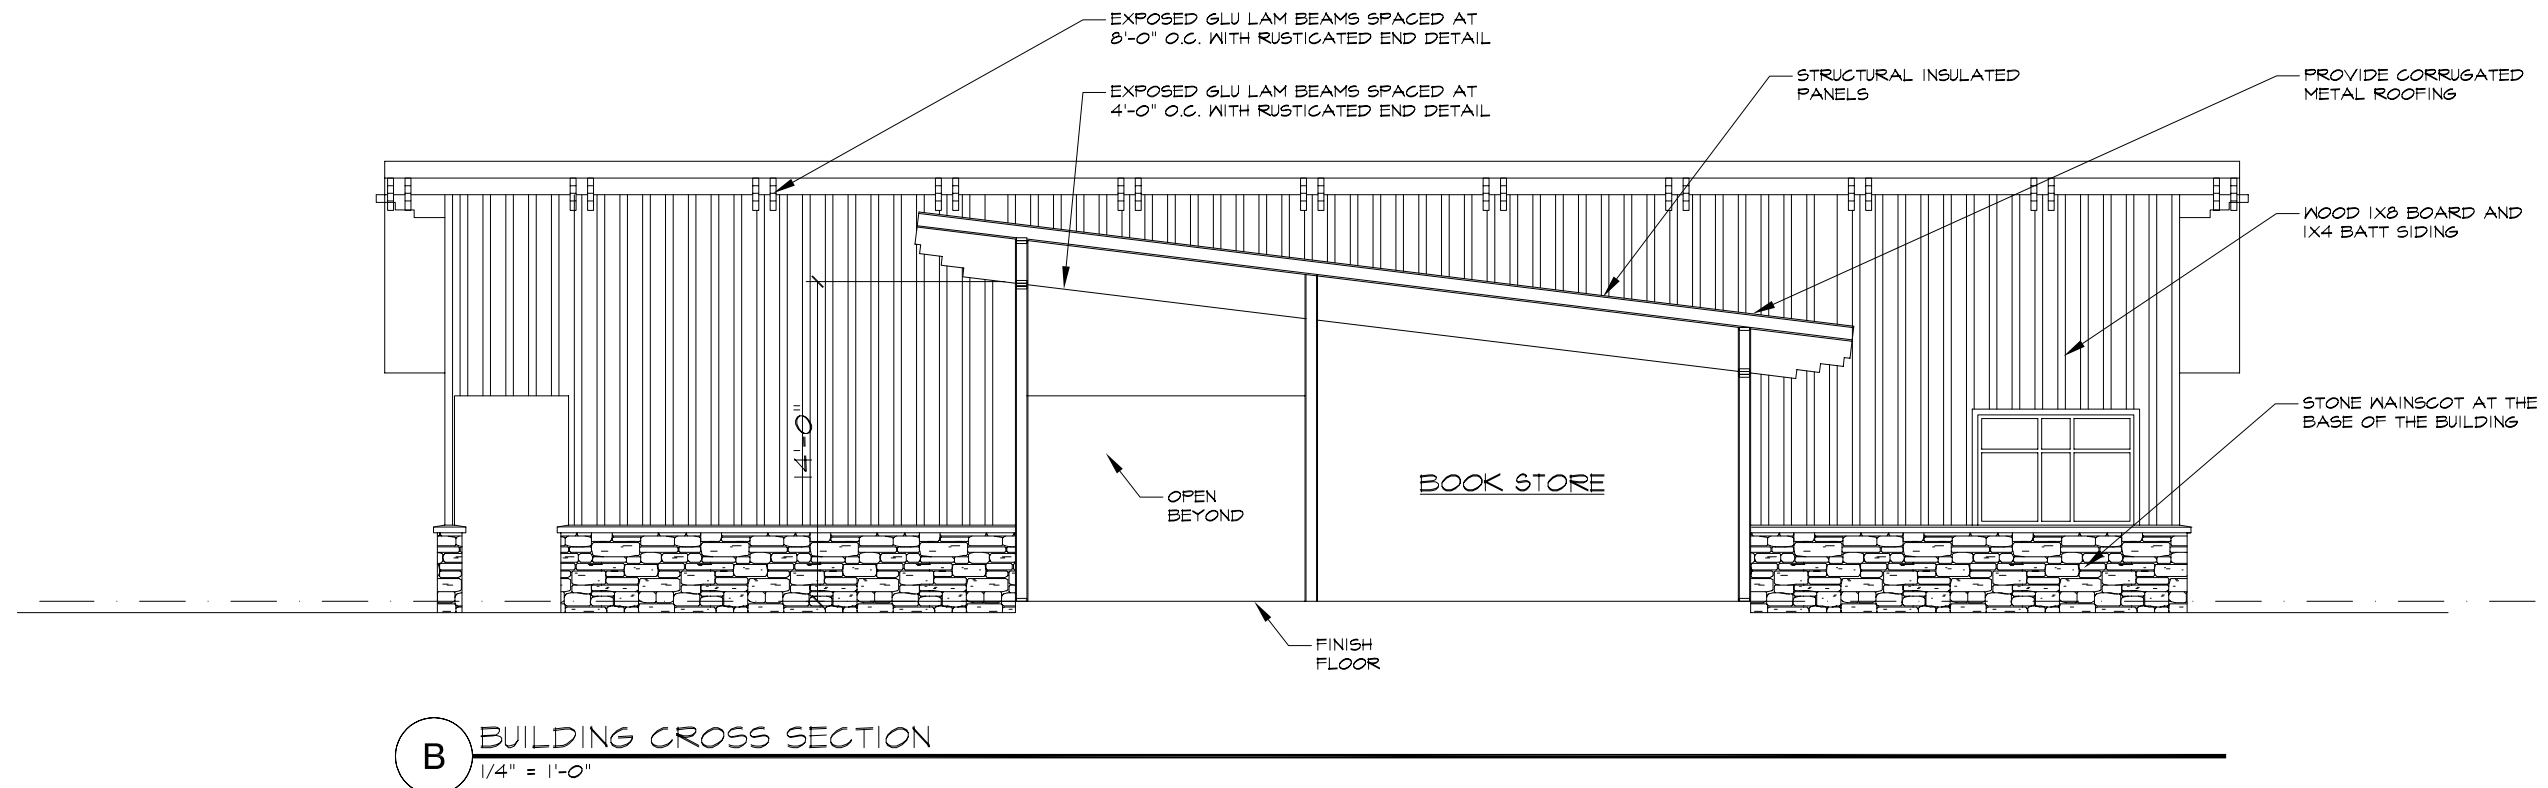 EXPOSED GLU LAM BEAMS SPACED AT
8'-0" O.C. WITH RUSTICATED END DETAIL
EXPOSED GLU LAM BEAMS SPACED AT
4'-0" O.C. WITH RUSTICATED END DETAIL
STRUCTURAL INSULATED
PANELS
PROVIDE CORRUGATED
METAL ROOFING
WOOD 1X8 BOARD AND
1X4 BATT SIDING
STONE WAINSCOT AT THE
BASE OF THE BUILDING
14'-0"
BOOK STORE
OPEN
BEYOND
FINISH
FLOOR
B
BUILDING CROSS SECTION
1/4" = 1'-0"